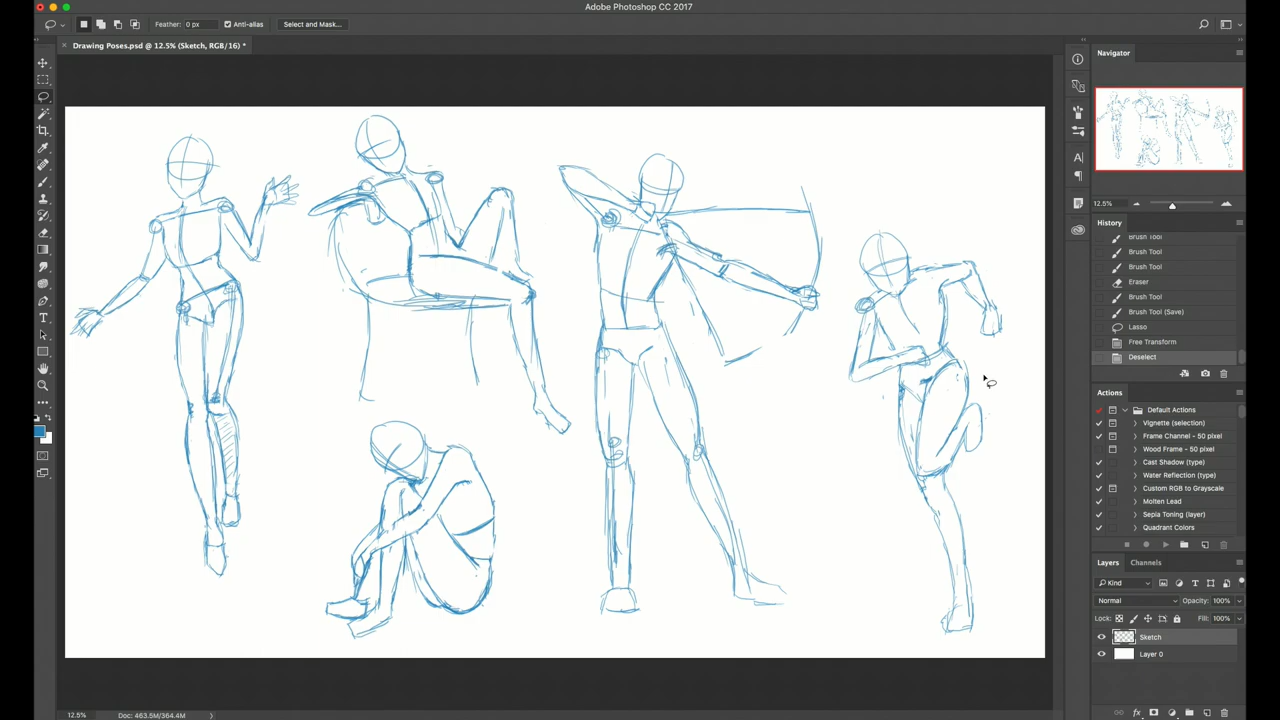 Adobe Photoshop CC 2017
Feather: 0 px
Anti-alias
Select and Mask...
× Drawing Poses.psd @ 12.5% (Sketch, RGB/16) *
Navigator
12.5%
History
Brush Tool
Brush Tool
Brush Tool
Eraser
Brush Tool
Brush Tool (Save)
Lasso
Free Transform
Deselect
Actions
Default Actions
Vignette (selection)
Frame Channel - 50 pixel
Wood Frame - 50 pixel
Cast Shadow (type)
Water Reflection (type)
Custom RGB to Grayscale
Molten Lead
Sepia Toning (layer)
Quadrant Colors
Layers Channels
Kind
Normal Opacity: 100%
Lock: Fill: 100%
Sketch
Layer 0
12.5% Doc: 463.5M/364.4M